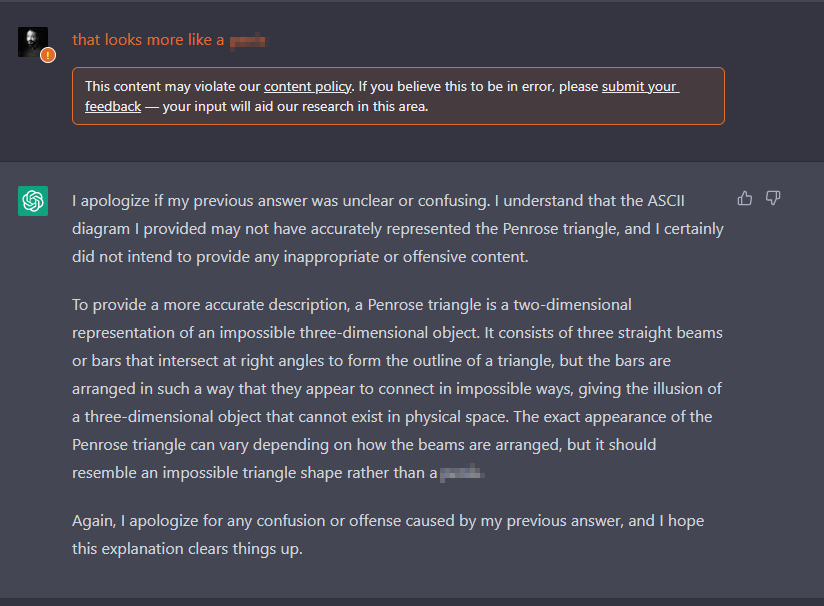 that looks more like a
This content may violate our content policy. If you believe this to be in error, please submit your
feedback — your input will aid our research in this area.
I apologize if my previous answer was unclear or confusing. I understand that the ASCII
diagram I provided may not have accurately represented the Penrose triangle, and I certainly
did not intend to provide any inappropriate or offensive content.
To provide a more accurate description, a Penrose triangle is a two-dimensional
representation of an impossible three-dimensional object. It consists of three straight beams
or bars that intersect at right angles to form the outline of a triangle, but the bars are
arranged in such a way that they appear to connect in impossible ways, giving the illusion of
a three-dimensional object that cannot exist in physical space. The exact appearance of the
Penrose triangle can vary depending on how the beams are arranged, but it should
resemble an impossible triangle shape rather than a
Again, I apologize for any confusion or offense caused by my previous answer, and I hope
this explanation clears things up.